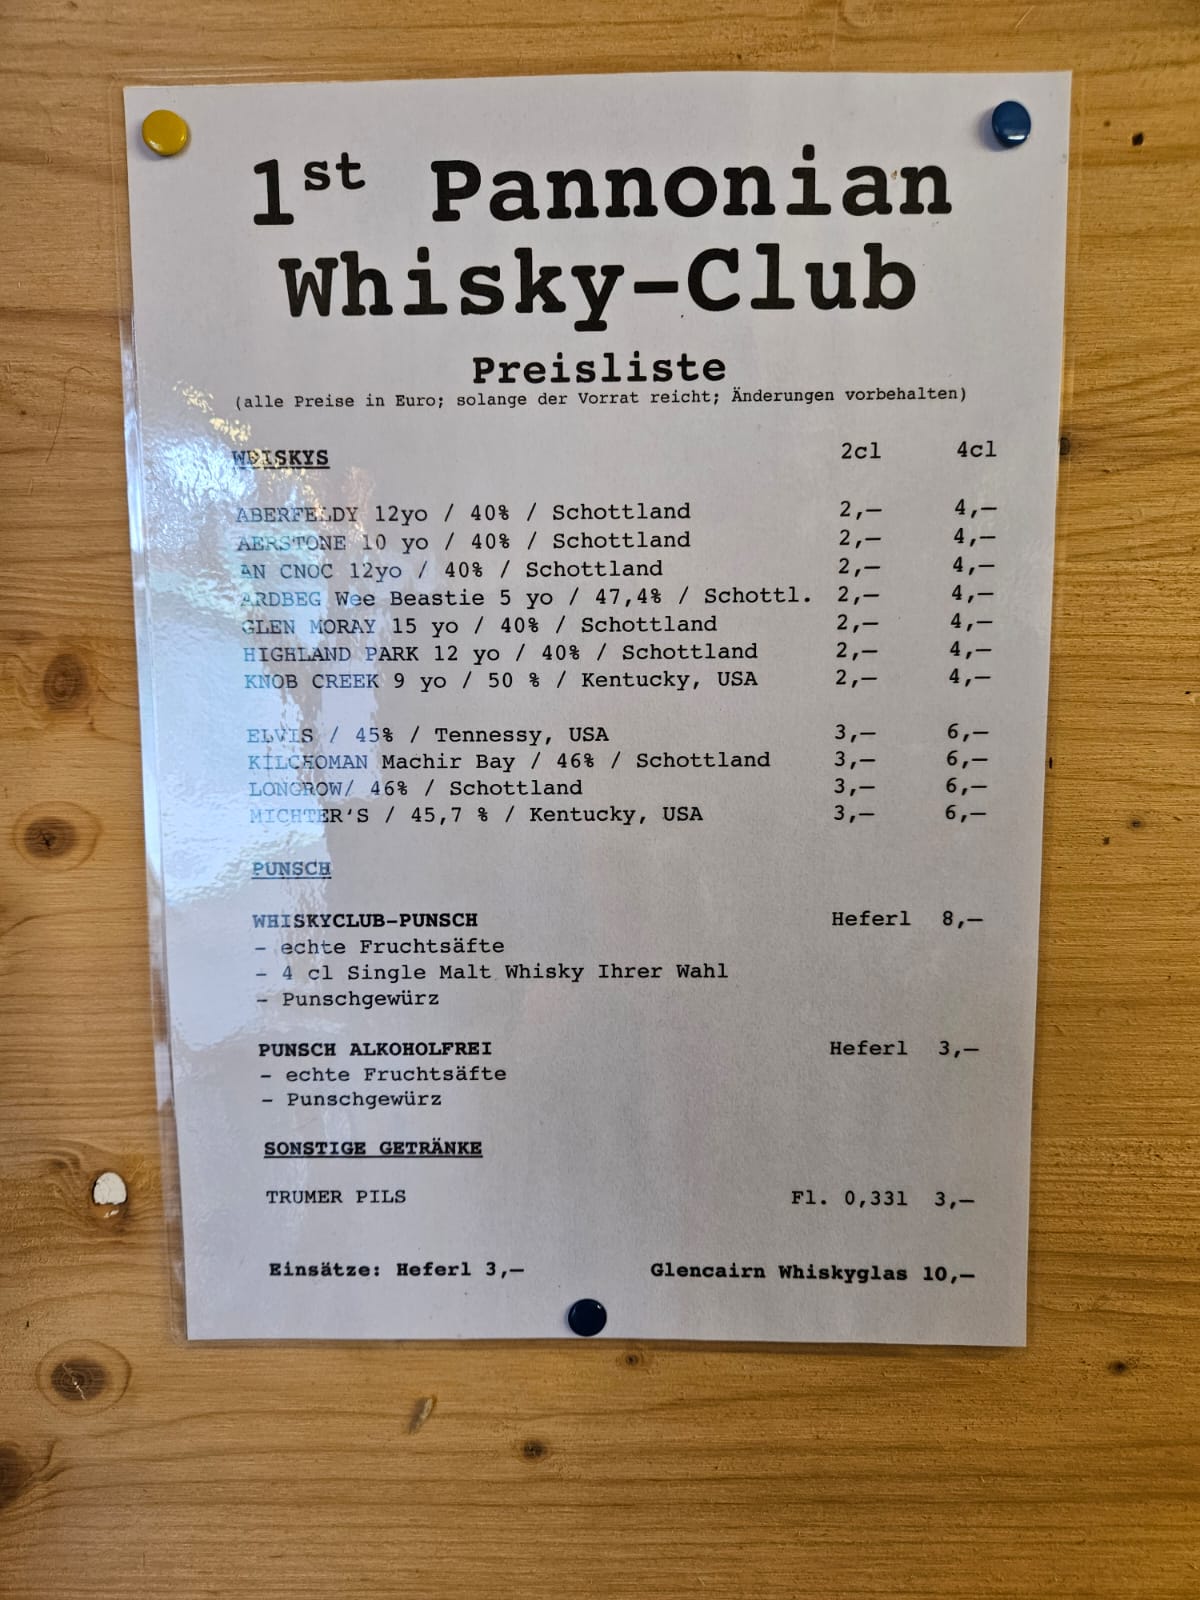 1st Pannonian
Whisky-Club
Preisliste
(alle Preise in Euro; solange der Vorrat reicht; Änderungen vorbehalten)
WHISKYS 2cl 4cl
ABERFELDY 12yo / 40% / Schottland 2,— 4,—
AERSTONE 10 yo / 40% / Schottland 2,— 4,—
AN CNOC 12yo / 40% / Schottland 2,— 4,—
ARDBEG Wee Beastie 5 yo / 47,4% / Schottl. 2,— 4,—
GLEN MORAY 15 yo / 40% / Schottland 2,— 4,—
HIGHLAND PARK 12 yo / 40% / Schottland 2,— 4,—
KNOB CREEK 9 yo / 50 % / Kentucky, USA 2,— 4,—
ELVIS / 45% / Tennessy, USA 3,— 6,—
KILCHOMAN Machir Bay / 46% / Schottland 3,— 6,—
LONGROW/ 46% / Schottland 3,— 6,—
MICHTER‘S / 45,7 % / Kentucky, USA 3,— 6,—
PUNSCH
WHISKYCLUB-PUNSCH Heferl 8,—
- echte Fruchtsäfte
- 4 cl Single Malt Whisky Ihrer Wahl
- Punschgewürz
PUNSCH ALKOHOLFREI Heferl 3,—
- echte Fruchtsäfte
- Punschgewürz
SONSTIGE GETRÄNKE
TRUMER PILS Fl. 0,33l 3,—
Einsätze: Heferl 3,— Glencairn Whiskyglas 10,—